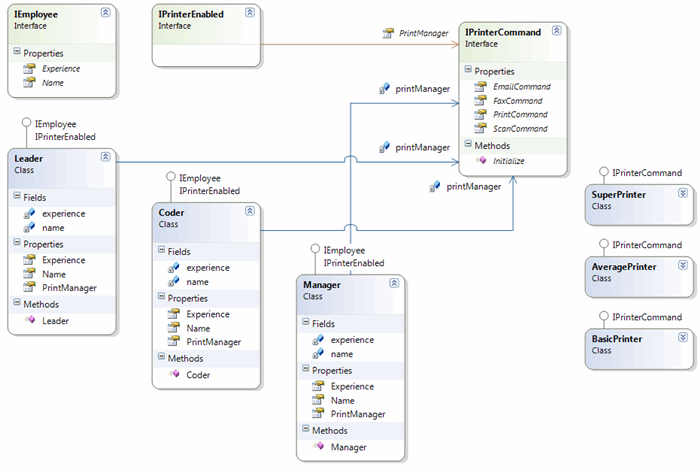 IEmployee
Interface
Properties
Experience
Name
IPrinterEnabled
Interface
PrintManager
IPrinterCommand
Interface
Properties
EmailCommand
FaxCommand
PrintCommand
ScanCommand
Methods
Initialize
printManager
printManager
printManager
IEmployee
IPrinterEnabled
Leader
Class
Fields
experience
name
Properties
Experience
Name
PrintManager
Methods
Leader
IEmployee
IPrinterEnabled
Coder
Class
Fields
experience
name
Properties
Experience
Name
PrintManager
Methods
Coder
IEmployee
IPrinterEnabled
Manager
Class
Fields
experience
name
Properties
Experience
Name
PrintManager
Methods
Manager
IPrinterCommand
SuperPrinter
Class
IPrinterCommand
AveragePrinter
Class
IPrinterCommand
BasicPrinter
Class